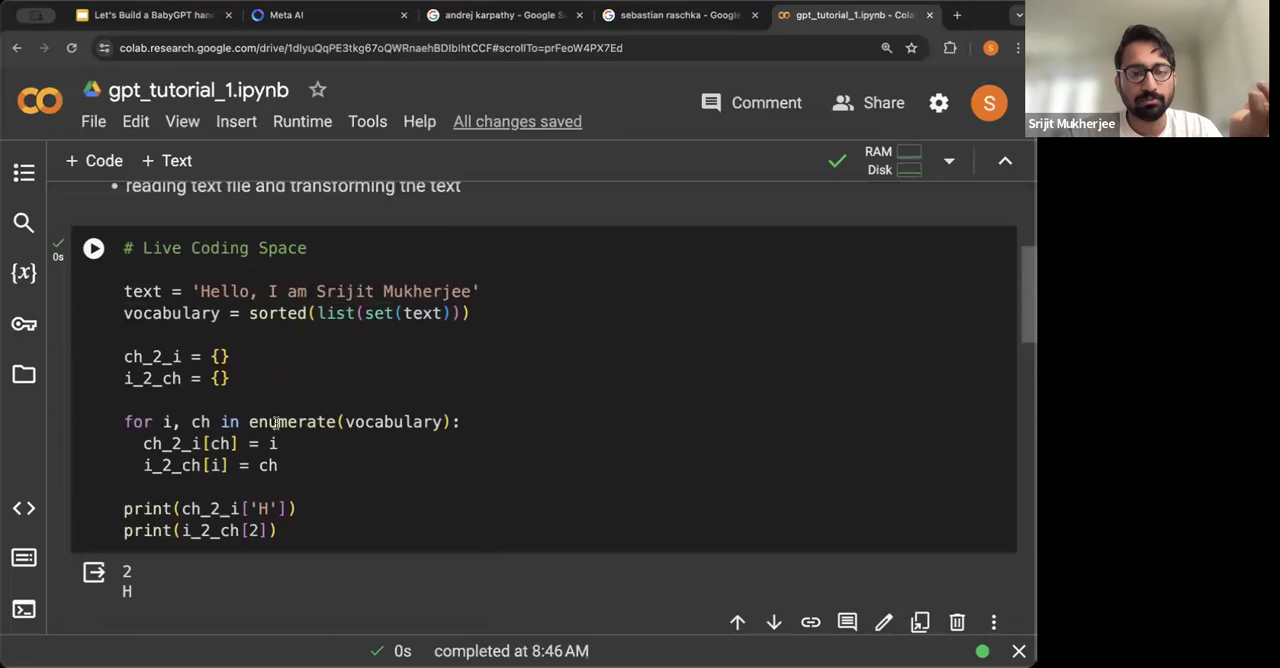 Let's Build a BabyGPT han
Meta AI
andrej karpathy - Google S
sebastian raschka - Google
gpt_tutorial_1.ipynb - Cola
colab.research.google.com/drive/1dlyuQqPE3tkg67oQWRnaehBDIblhtCCF#scrollTo=prFeoW4PX7Ed
S
gpt_tutorial_1.ipynb
File Edit View Insert Runtime Tools Help All changes saved
Comment
Share
S
Srijit Mukherjee
+ Code + Text
RAM
Disk
• reading text file and transforming the text
0s
# Live Coding Space
text = 'Hello, I am Srijit Mukherjee'
vocabulary = sorted(list(set(text)))
ch_2_i = {}
i_2_ch = {}
for i, ch in enumerate(vocabulary):
ch_2_i[ch] = i
i_2_ch[i] = ch
print(ch_2_i['H'])
print(i_2_ch[2])
2
H
0s completed at 8:46 AM